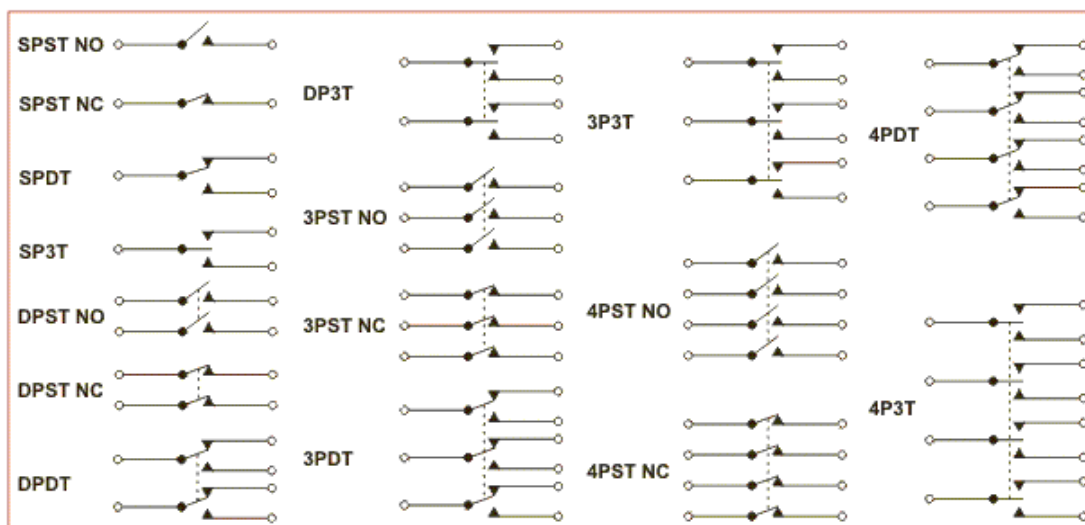 SPST NO
SPST NC
SPDT
SP3T
DPST NO
DPST NC
DPDT
DP3T
3PST NO
3PST NC
3PDT
3P3T
4PST NO
4PST NC
4PDT
4P3T